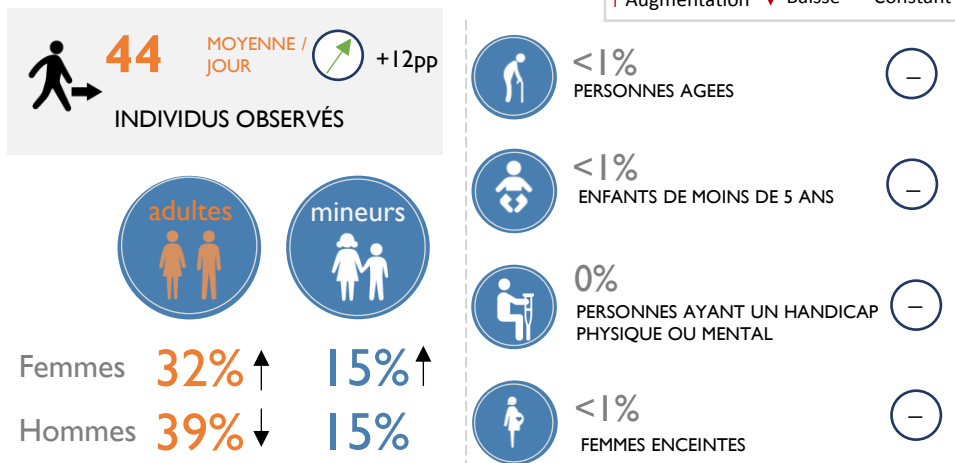 Augmentation Baisse Constant
44 MOYENNE / JOUR +12pp
INDIVIDUS OBSERVÉS
adultes mineurs
Femmes 32% 15%
Hommes 39% 15%
<1%
PERSONNES AGEES
–
<1%
ENFANTS DE MOINS DE 5 ANS
–
0%
PERSONNES AYANT UN HANDICAP
PHYSIQUE OU MENTAL
–
<1%
FEMMES ENCEINTES
–